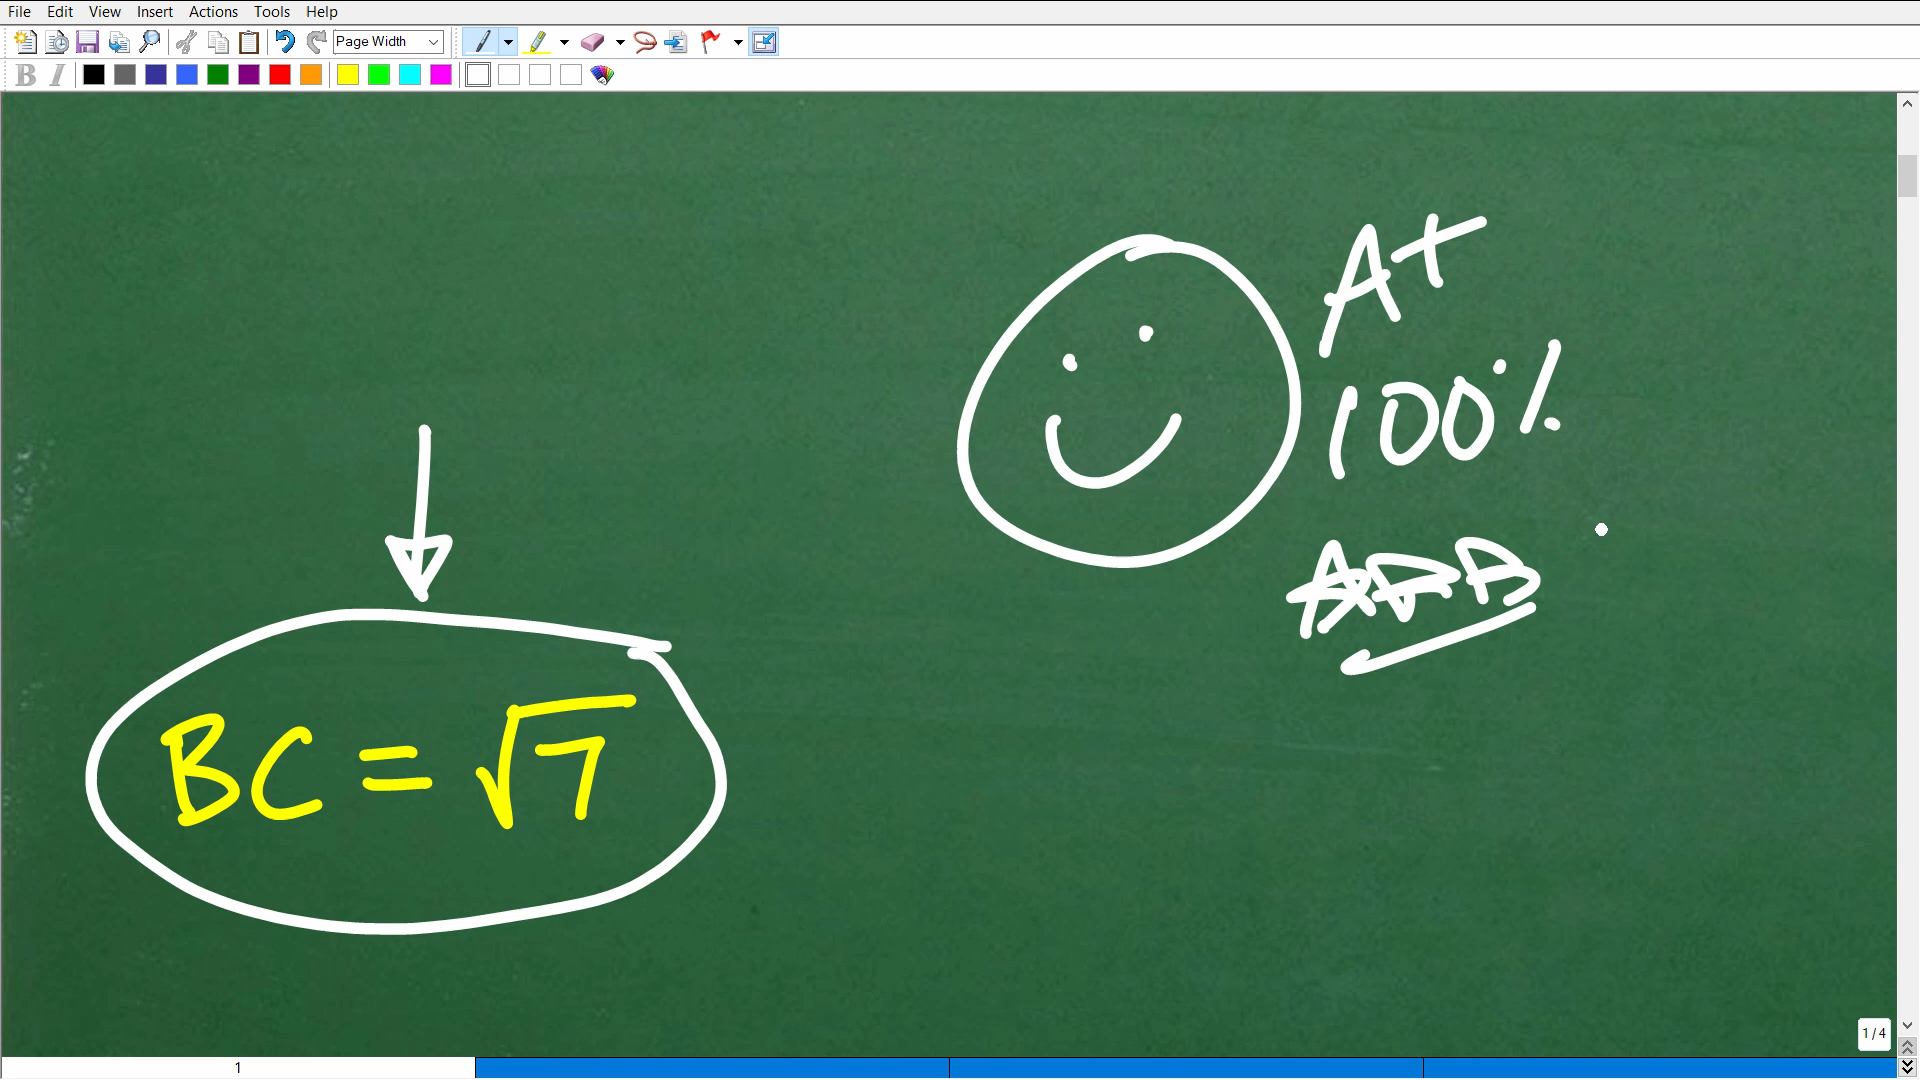 File Edit View Insert Actions Tools Help
Page Width
B I
A+
100%
BC = √7
1 / 4
1